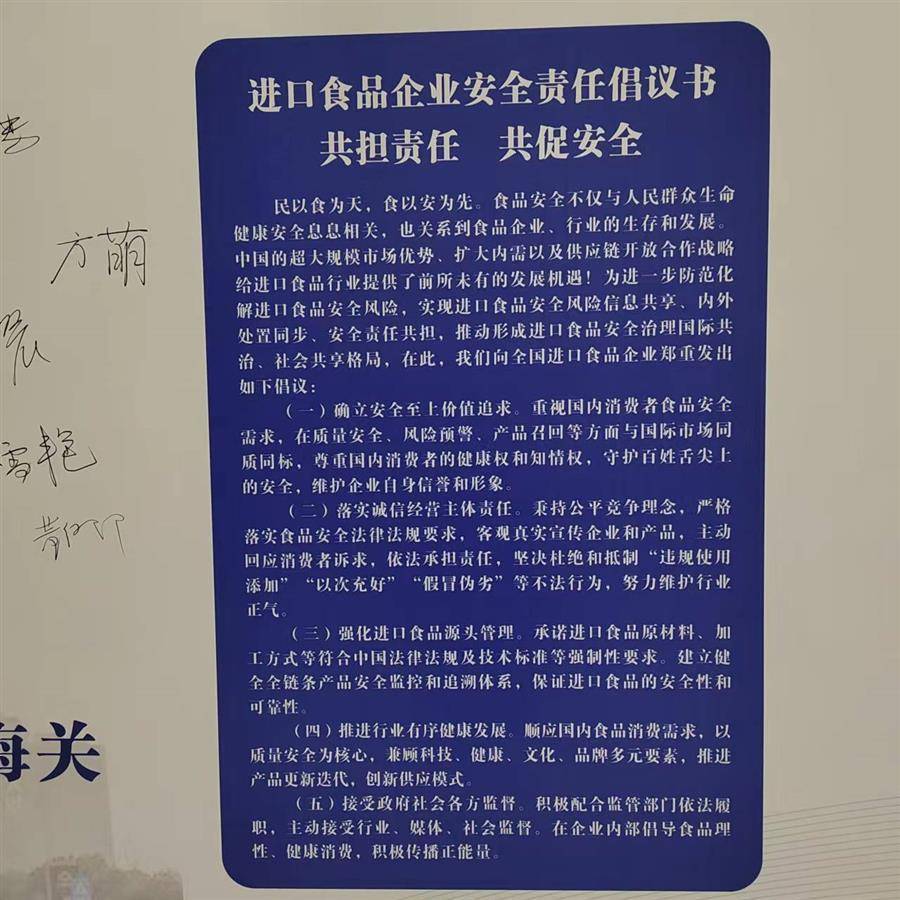 进口食品企业安全责任倡议书
共担责任 共促安全
民以食为天，食以安为先。食品安全不仅与人民群众生命
健康安全息息相关，也关系到食品企业、行业的生存和发展。
中国的超大规模市场优势、扩大内需以及供应链开放合作战略
给进口食品行业提供了前所未有的发展机遇！为进一步防范化
解进口食品安全风险，实现进口食品安全风险信息共享、内外
处置同步、安全责任共担，推动形成进口食品安全治理国际共
治、社会共享格局，在此，我们向全国进口食品企业郑重发出
如下倡议：
（一）确立安全至上价值追求。重视国内消费者食品安全
需求，在质量安全、风险预警、产品召回等方面与国际市场同
质同标，尊重国内消费者的健康权和知情权，守护百姓舌尖上
的安全，维护企业自身信誉和形象。
（二）落实诚信经营主体责任。秉持公平竞争理念，严格
落实食品安全法律法规要求，客观真实宣传企业和产品，主动
回应消费者诉求，依法承担责任，坚决杜绝和抵制“违规使用
添加”“以次充好”“假冒伪劣”等不法行为，努力维护行业
正气。
（三）强化进口食品源头管理。承诺进口食品原材料、加
工方式等符合中国法律法规及技术标准等强制性要求。建立健
全全链条产品安全监控和追溯体系，保证进口食品的安全性和
可靠性。
（四）推进行业有序健康发展。顺应国内食品消费需求，以
质量安全为核心，兼顾科技、健康、文化、品牌多元要素，推进
产品更新迭代，创新供应模式。
（五）接受政府社会各方监督。积极配合监管部门依法履
职，主动接受行业、媒体、社会监督。在企业内部倡导食品理
性、健康消费，积极传播正能量。
方萌
雪艳
海关